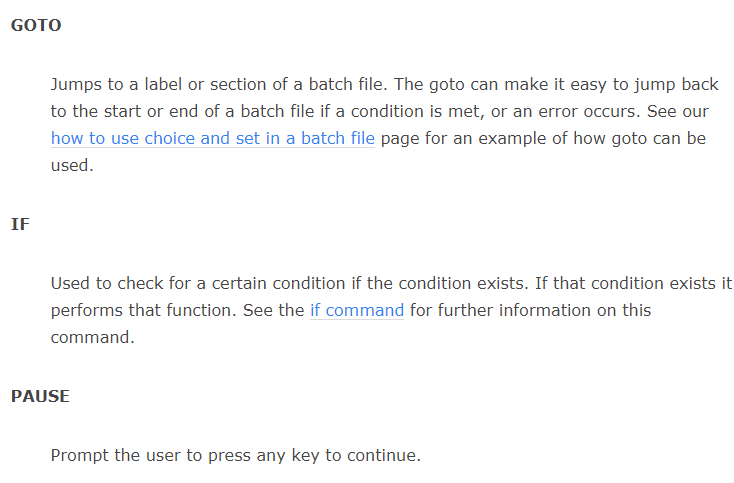 GOTO
Jumps to a label or section of a batch file. The goto can make it easy to jump back
to the start or end of a batch file if a condition is met, or an error occurs. See our
how to use choice and set in a batch file page for an example of how goto can be
used.
IF
Used to check for a certain condition if the condition exists. If that condition exists it
performs that function. See the if command for further information on this
command.
PAUSE
Prompt the user to press any key to continue.